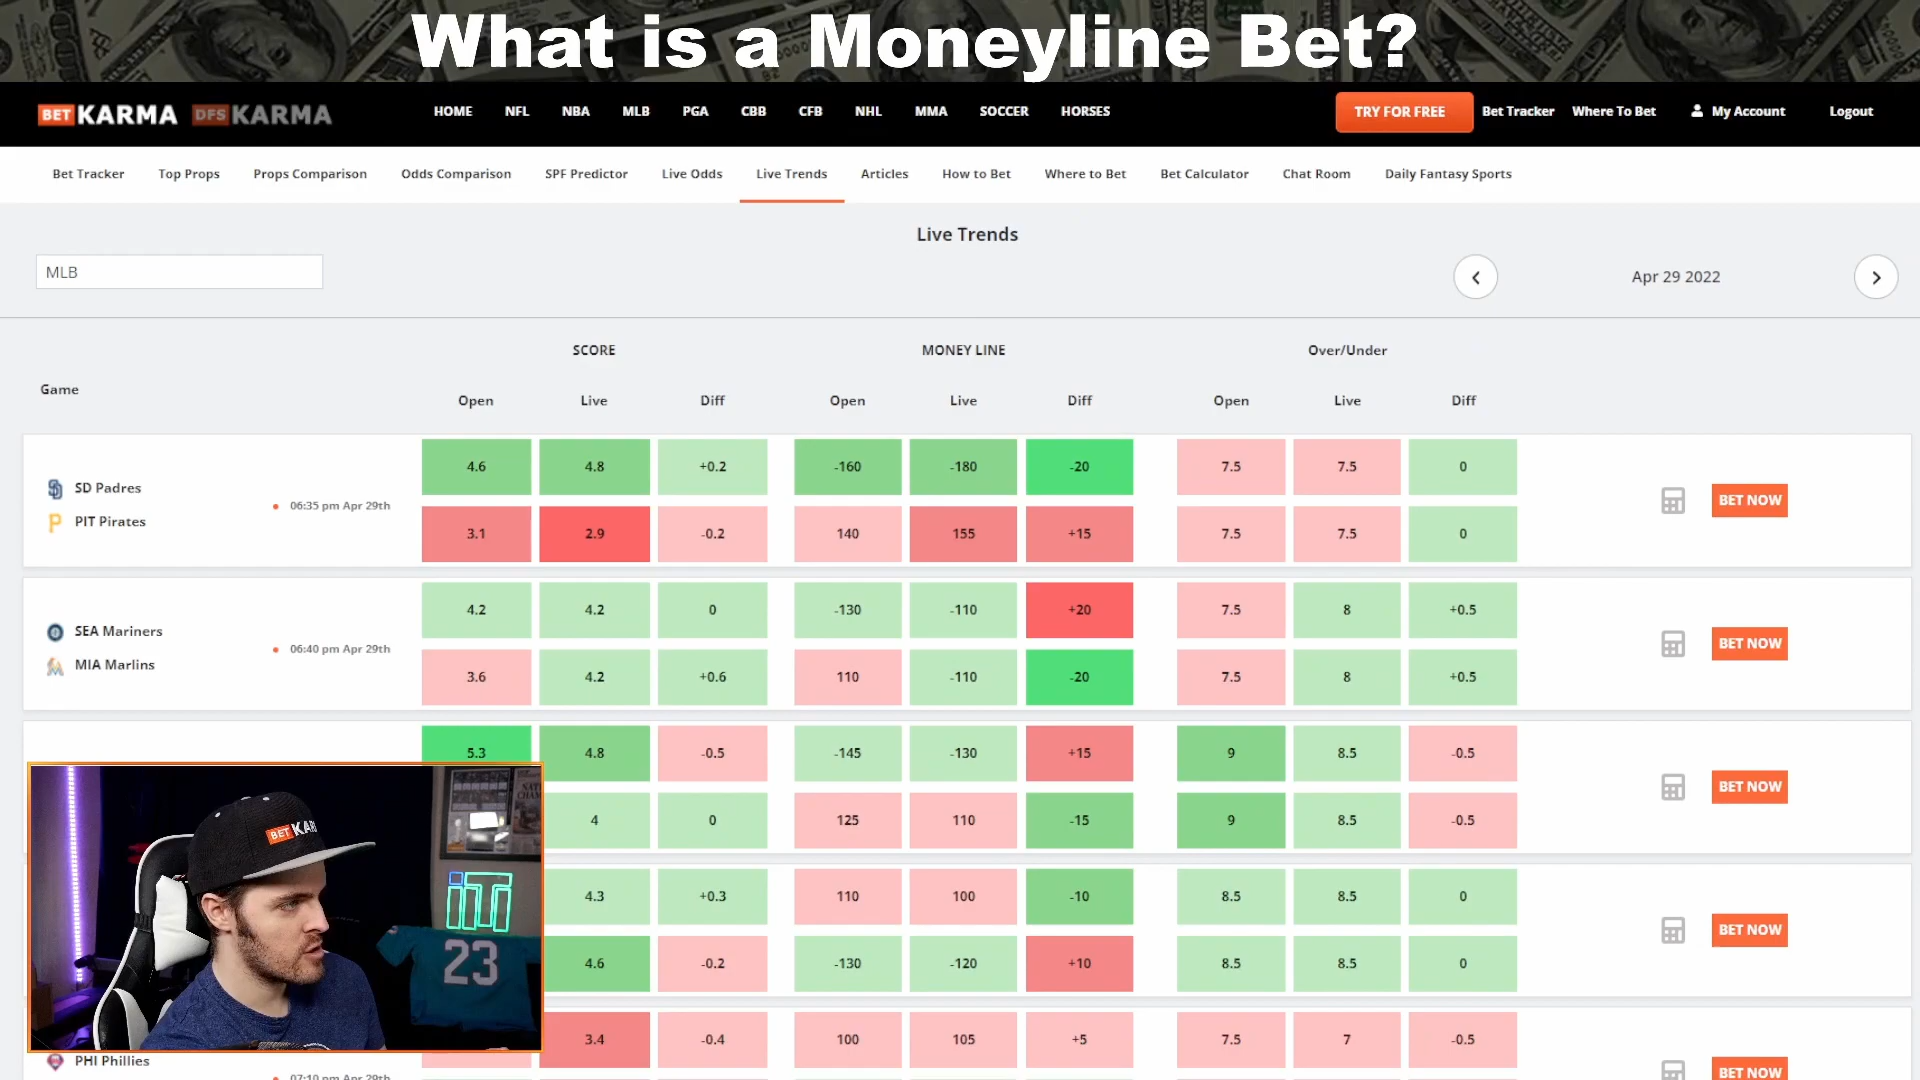 What is a Moneyline Bet?
BET KARMA DFS KARMA HOME NFL NBA MLB PGA CBB CFB NHL MMA SOCCER HORSES TRY FOR FREE Bet Tracker Where To Bet My Account Logout
Bet Tracker Top Props Props Comparison Odds Comparison SPF Predictor Live Odds Live Trends Articles How to Bet Where to Bet Bet Calculator Chat Room Daily Fantasy Sports
Live Trends
MLB
Apr 29 2022
SCORE MONEY LINE Over/Under
Game
Open Live Diff Open Live Diff Open Live Diff
4.6 4.8 +0.2 -160 -180 -20 7.5 7.5 0
SD Padres
06:35 pm Apr 29th BET NOW
PIT Pirates
3.1 2.9 -0.2 140 155 +15 7.5 7.5 0
4.2 4.2 0 -130 -110 +20 7.5 8 +0.5
SEA Mariners
06:40 pm Apr 29th BET NOW
MIA Marlins
3.6 4.2 +0.6 110 -110 -20 7.5 8 +0.5
5.3 4.8 -0.5 -145 -130 +15 9 8.5 -0.5
BET NOW
4 0 125 110 -15 9 8.5 -0.5
4.3 +0.3 110 100 -10 8.5 8.5 0
BET NOW
4.6 -0.2 -130 -120 +10 8.5 8.5 0
3.4 -0.4 100 105 +5 7.5 7 -0.5
PHI Phillies
07:10 pm Apr 29th BET NOW
BET KAR
iTi
23